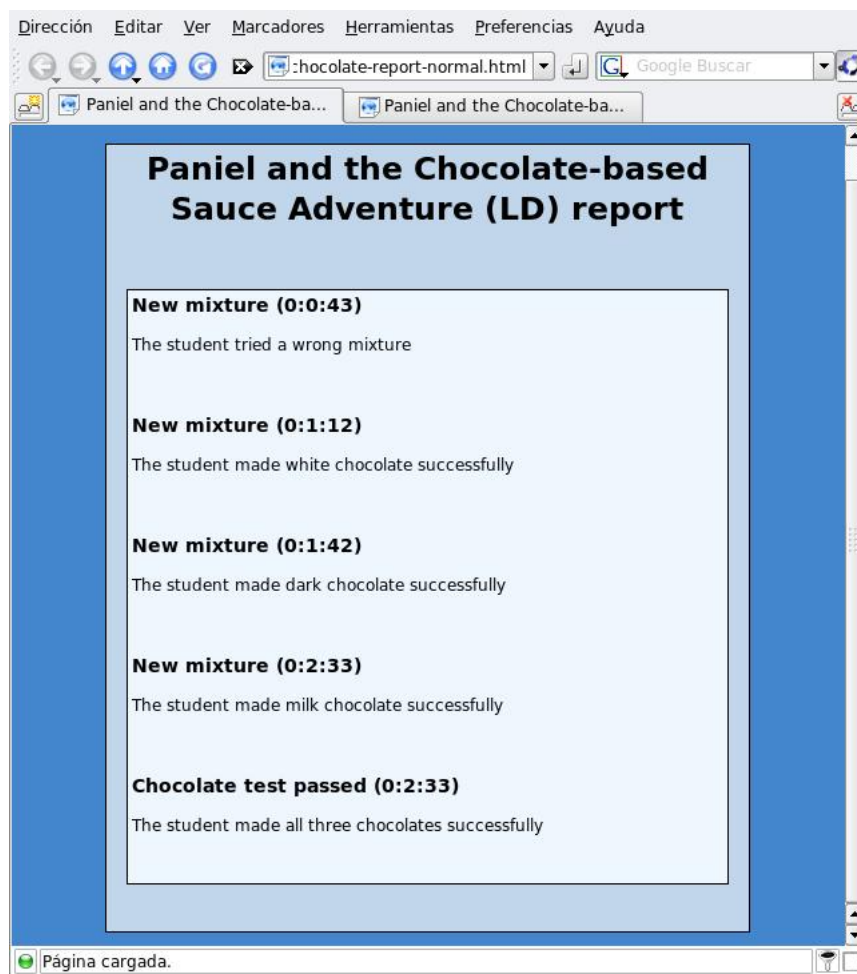 Dirección Editar Ver Marcadores Herramientas Preferencias Ayuda
:hocolate-report-normal.html G Google Buscar
Paniel and the Chocolate-ba... Paniel and the Chocolate-ba...
Paniel and the Chocolate-based
Sauce Adventure (LD) report
New mixture (0:0:43)
The student tried a wrong mixture
New mixture (0:1:12)
The student made white chocolate successfully
New mixture (0:1:42)
The student made dark chocolate successfully
New mixture (0:2:33)
The student made milk chocolate successfully
Chocolate test passed (0:2:33)
The student made all three chocolates successfully
Página cargada.